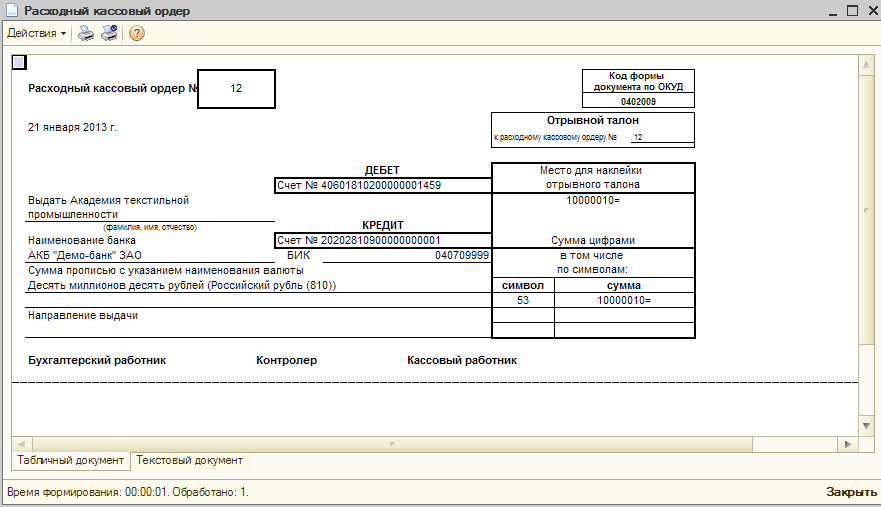 Расходный кассовый ордер
Действия
Код формы
документа по ОКУД
0402009
Расходный кассовый ордер №
12
Отрывной талон
к расходному кассовому ордеру № 12
21 января 2013 г.
ДЕБЕТ
Счет № 40601810200000001459
Место для наклейки
отрывного талона
Выдать Академия текстильной
промышленности
10000010=
(фамилия, имя, отчество)
КРЕДИТ
Наименование банка
Счет № 20202810900000000001
Сумма цифрами
АКБ "Демо-банк" ЗАО
БИК 040709999
в том числе
по символам:
Сумма прописью с указанием наименования валюты
Десять миллионов десять рублей (Российский рубль (810))
символ сумма
53 10000010=
Направление выдачи
Бухгалтерский работник Контролер Кассовый работник
Табличный документ Текстовый документ
Время формирования: 00:00:01. Обработано: 1.
Закрыть